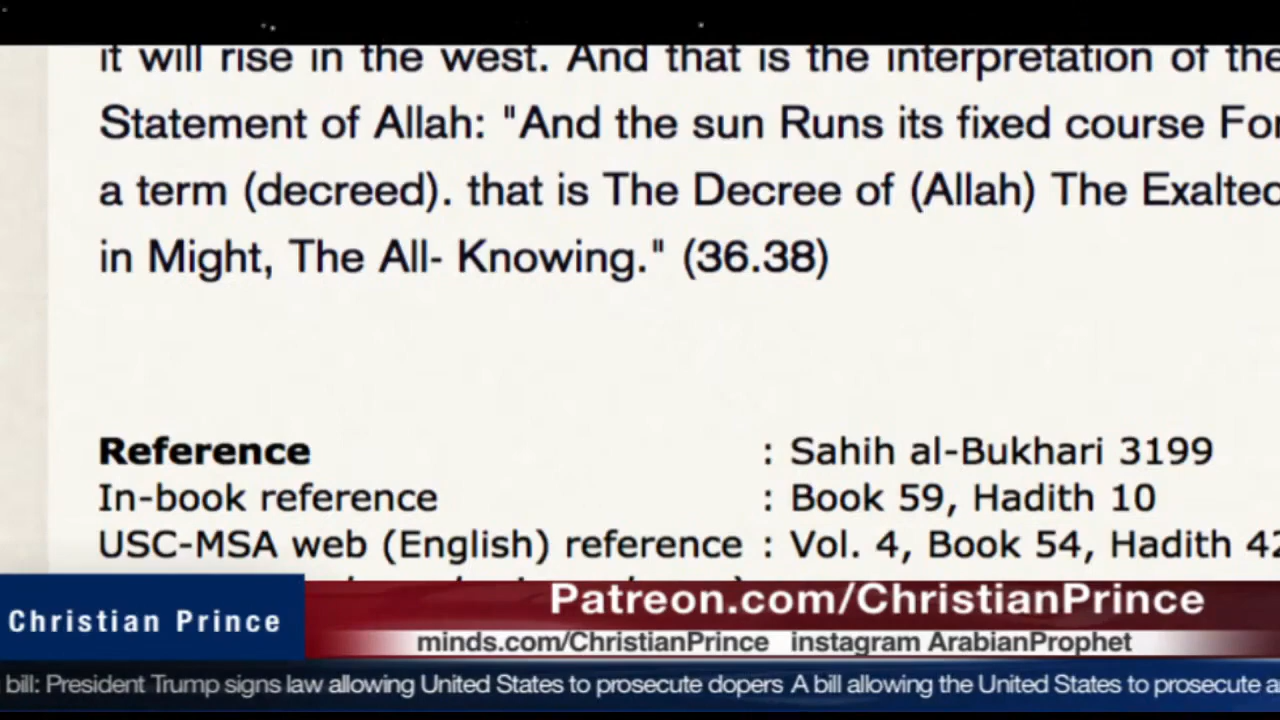 it will rise in the west. And that is the interpretation of the
Statement of Allah: "And the sun Runs its fixed course For
a term (decreed). that is The Decree of (Allah) The Exalted
in Might, The All- Knowing." (36.38)
Reference : Sahih al-Bukhari 3199
In-book reference : Book 59, Hadith 10
USC-MSA web (English) reference : Vol. 4, Book 54, Hadith 42
Christian Prince
Patreon.com/ChristianPrince
minds.com/ChristianPrince instagram ArabianProphet
bill: President Trump signs law allowing United States to prosecute dopers A bill allowing the United States to prosecute a